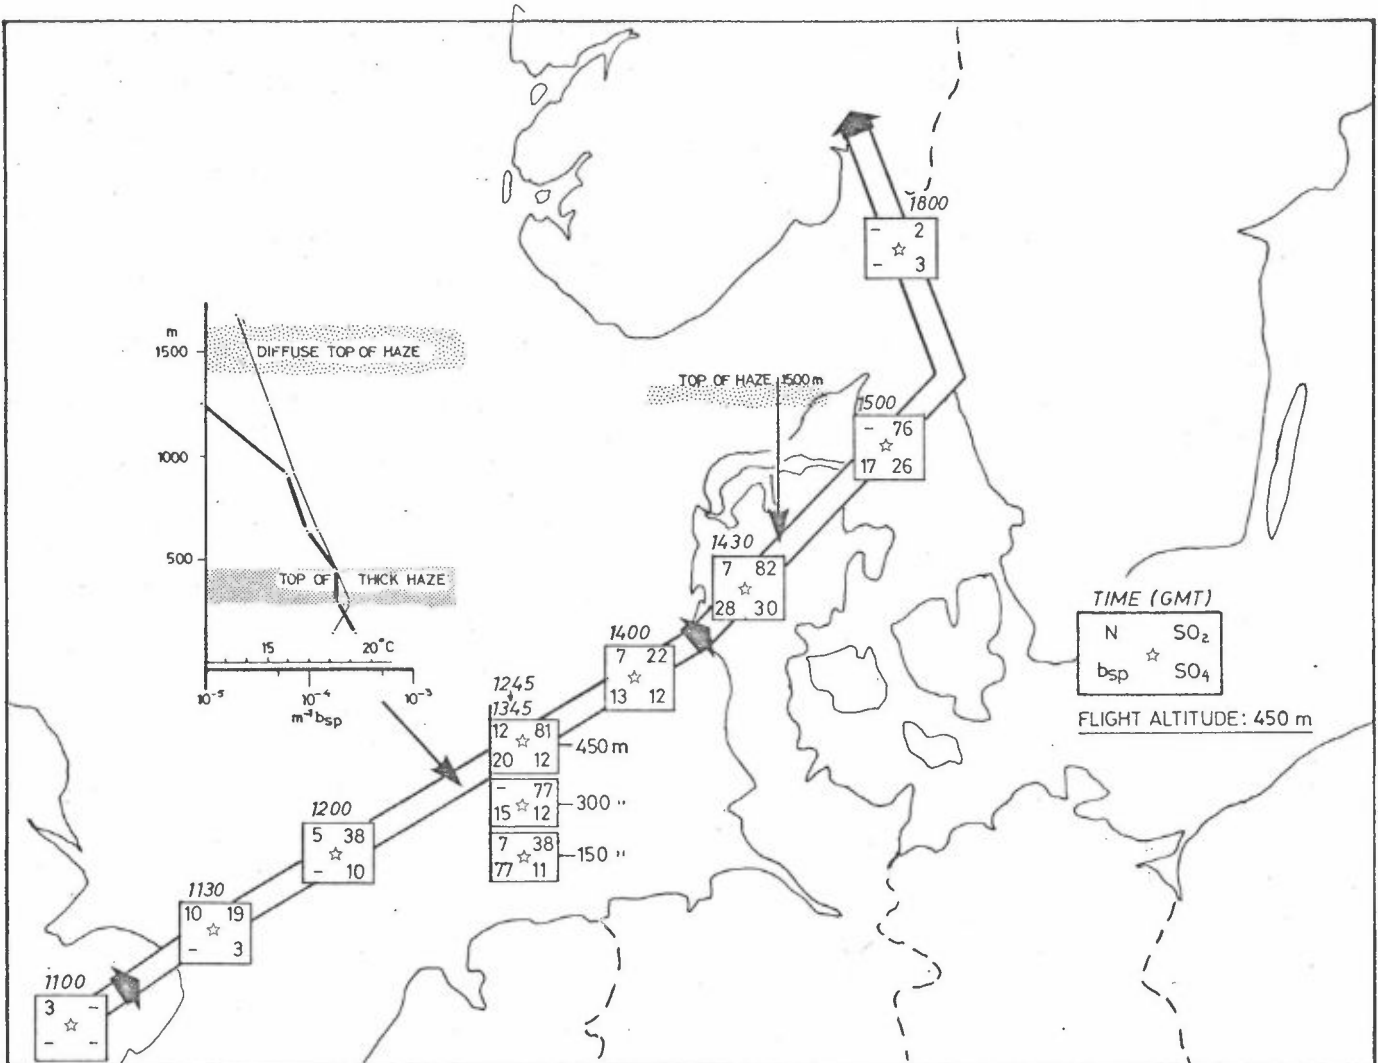 1800
– 2
☆
– 3
m
1500
DIFFUSE TOP OF HAZE
TOP OF HAZE 1500 m
1500
– 76
☆
17 26
1000
500
TOP OF THICK HAZE
1430
7 82
☆
28 30
15 20°C
10⁻⁵ 10⁻⁴ 10⁻³
m⁻¹ bsp
1400
7 22
☆
13 12
TIME (GMT)
N SO₂
☆
bsp SO₄
FLIGHT ALTITUDE: 450 m
1245
1345
12 81
☆ 450 m
20 12
– 77
☆ 300 "
15 12
7 38
☆ 150 "
77 11
1200
5 38
☆
– 10
1130
10 19
☆
– 3
1100
3 –
☆
– –